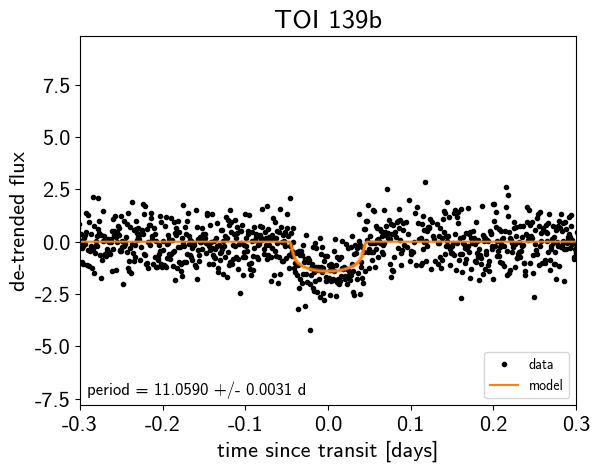 TOI 139b
de-trended flux
7.5
5.0
2.5
0.0
-2.5
-5.0
-7.5
period = 11.0590 +/- 0.0031 d
data
model
-0.3 -0.2 -0.1 0.0 0.1 0.2 0.3
time since transit [days]